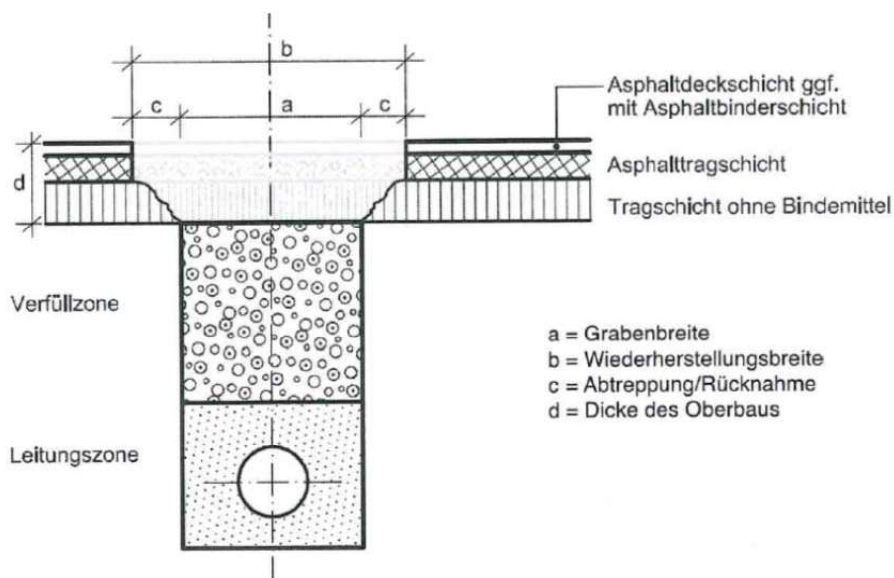 b
c a c
d
Asphaltdeckschicht ggf.
mit Asphaltbinderschicht
Asphalttragschicht
Tragschicht ohne Bindemittel
Verfüllzone
Leitungszone
a = Grabenbreite
b = Wiederherstellungsbreite
c = Abtreppung/Rücknahme
d = Dicke des Oberbaus